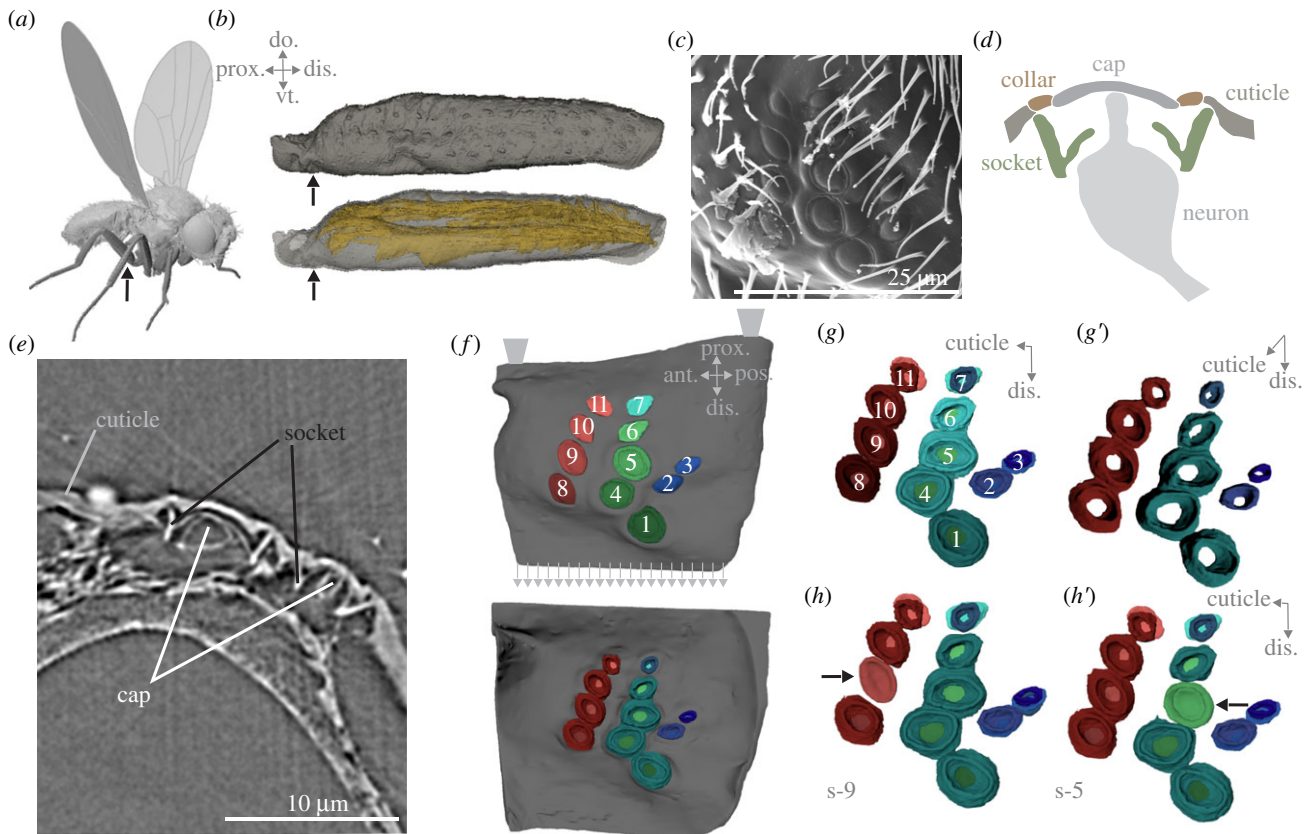 (a)
(b)
do.
prox. dis.
vt.
(c)
25 µm
(d)
cap
collar
cuticle
socket
neuron
(e)
cuticle
socket
cap
10 µm
(f)
prox.
ant. pos.
dis.
11 7
10 6
9 5 3
8 4 2
1
(g)
cuticle
dis.
11 7
10 6
9 5 3
8 4 2
1
(g')
cuticle
dis.
(h)
s-9
(h')
cuticle
dis.
s-5